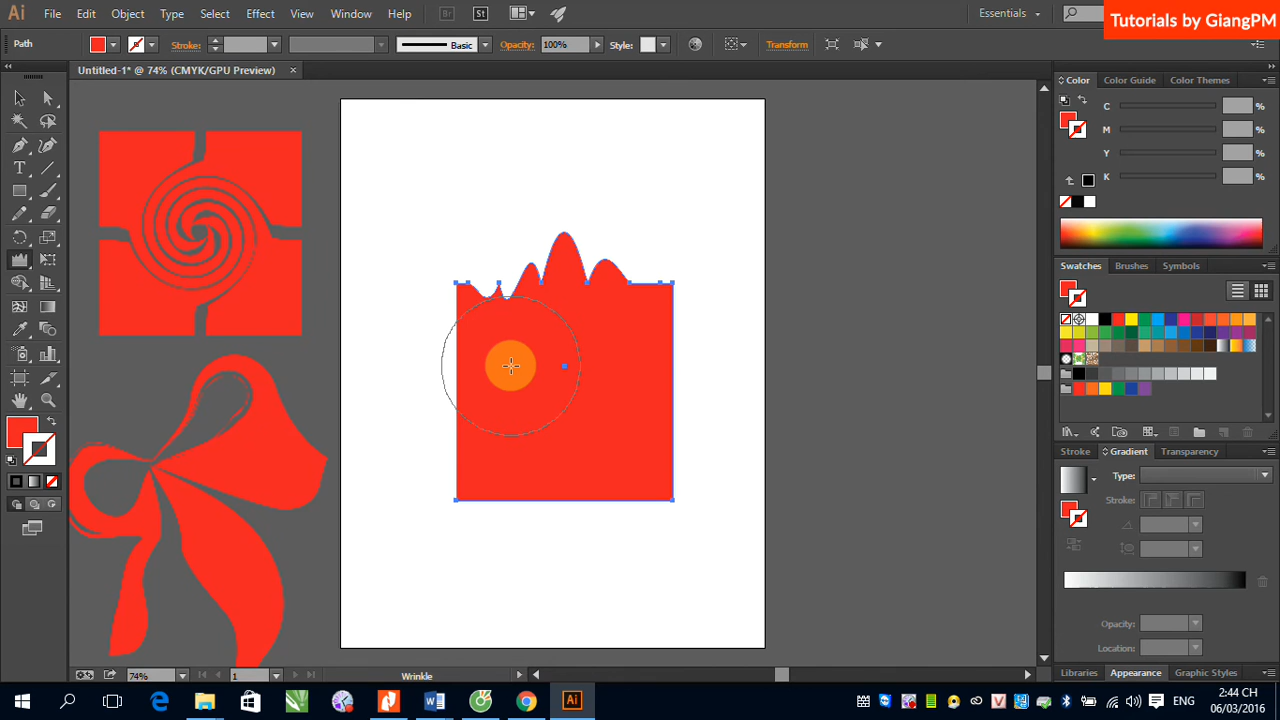 Ai File Edit Object Type Select Effect View Window Help Br St Essentials
Tutorials by GiangPM
Path Stroke: Basic Opacity: 100% Style: Transform
Untitled-1* @ 74% (CMYK/GPU Preview) ×
Color Color Guide Color Themes
C %
M %
Y %
K %
Swatches Brushes Symbols
Stroke Gradient Transparency
Type:
Stroke:
Opacity:
Location:
74% 1 Wrinkle
Libraries Appearance Graphic Styles
ENG
2:44 CH
06/03/2016